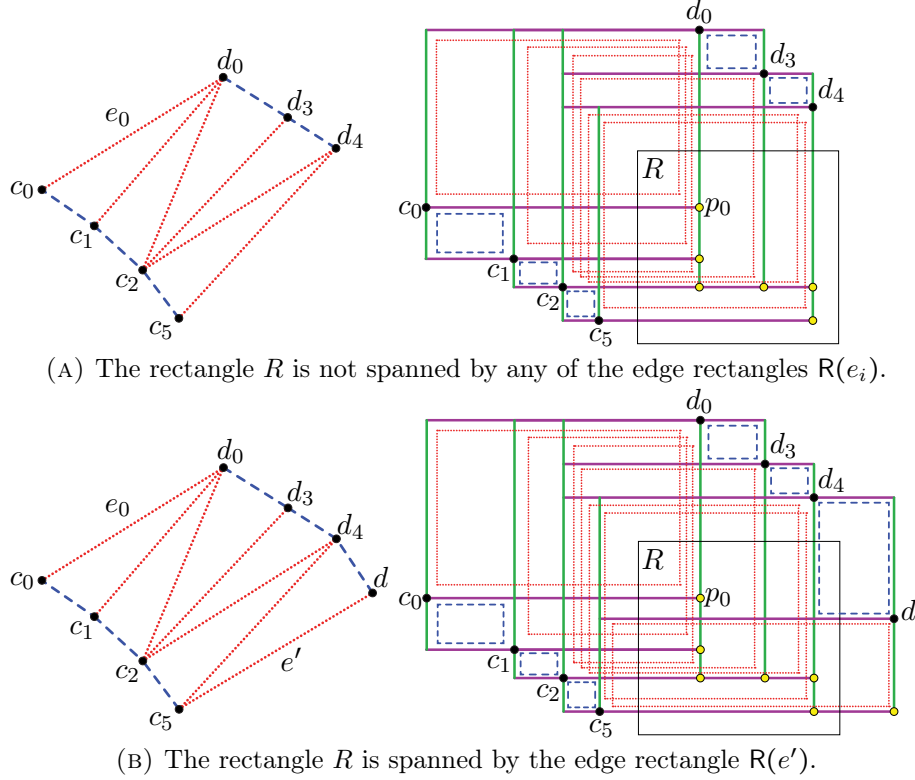 d₀
d₃
d₄
e₀
c₀
c₁
c₂
c₅
d₀
d₃
d₄
R
c₀
p₀
c₁
c₂
c₅
(A) The rectangle R is not spanned by any of the edge rectangles R(eᵢ).
d₀
d₃
d₄
e₀
d
c₀
c₁
e'
c₂
c₅
d₀
d₃
d₄
R
c₀
p₀
d
c₁
c₂
c₅
(B) The rectangle R is spanned by the edge rectangle R(e').